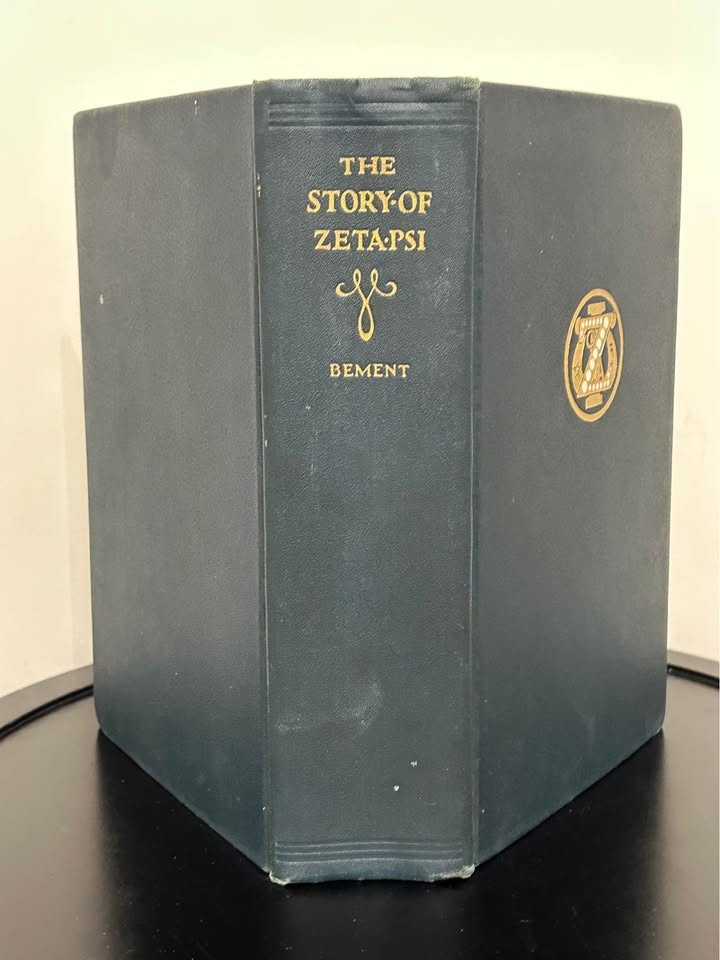 THE
STORY·OF
ZETA·PSI
BEMENT